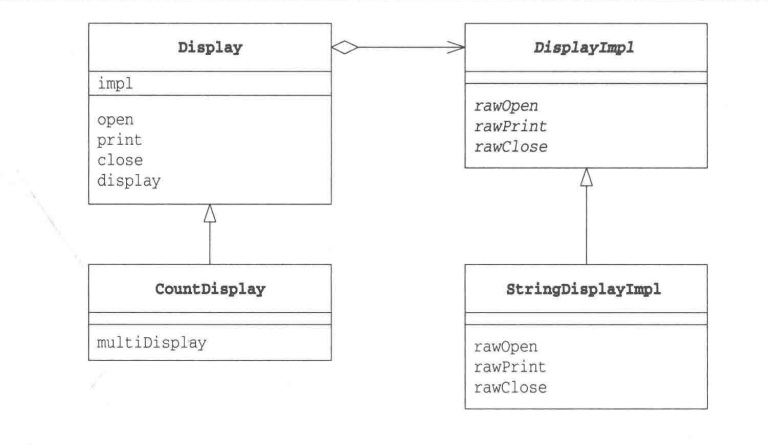 Display
impl
open
print
close
display
DisplayImpl
rawOpen
rawPrint
rawClose
CountDisplay
multiDisplay
StringDisplayImpl
rawOpen
rawPrint
rawClose